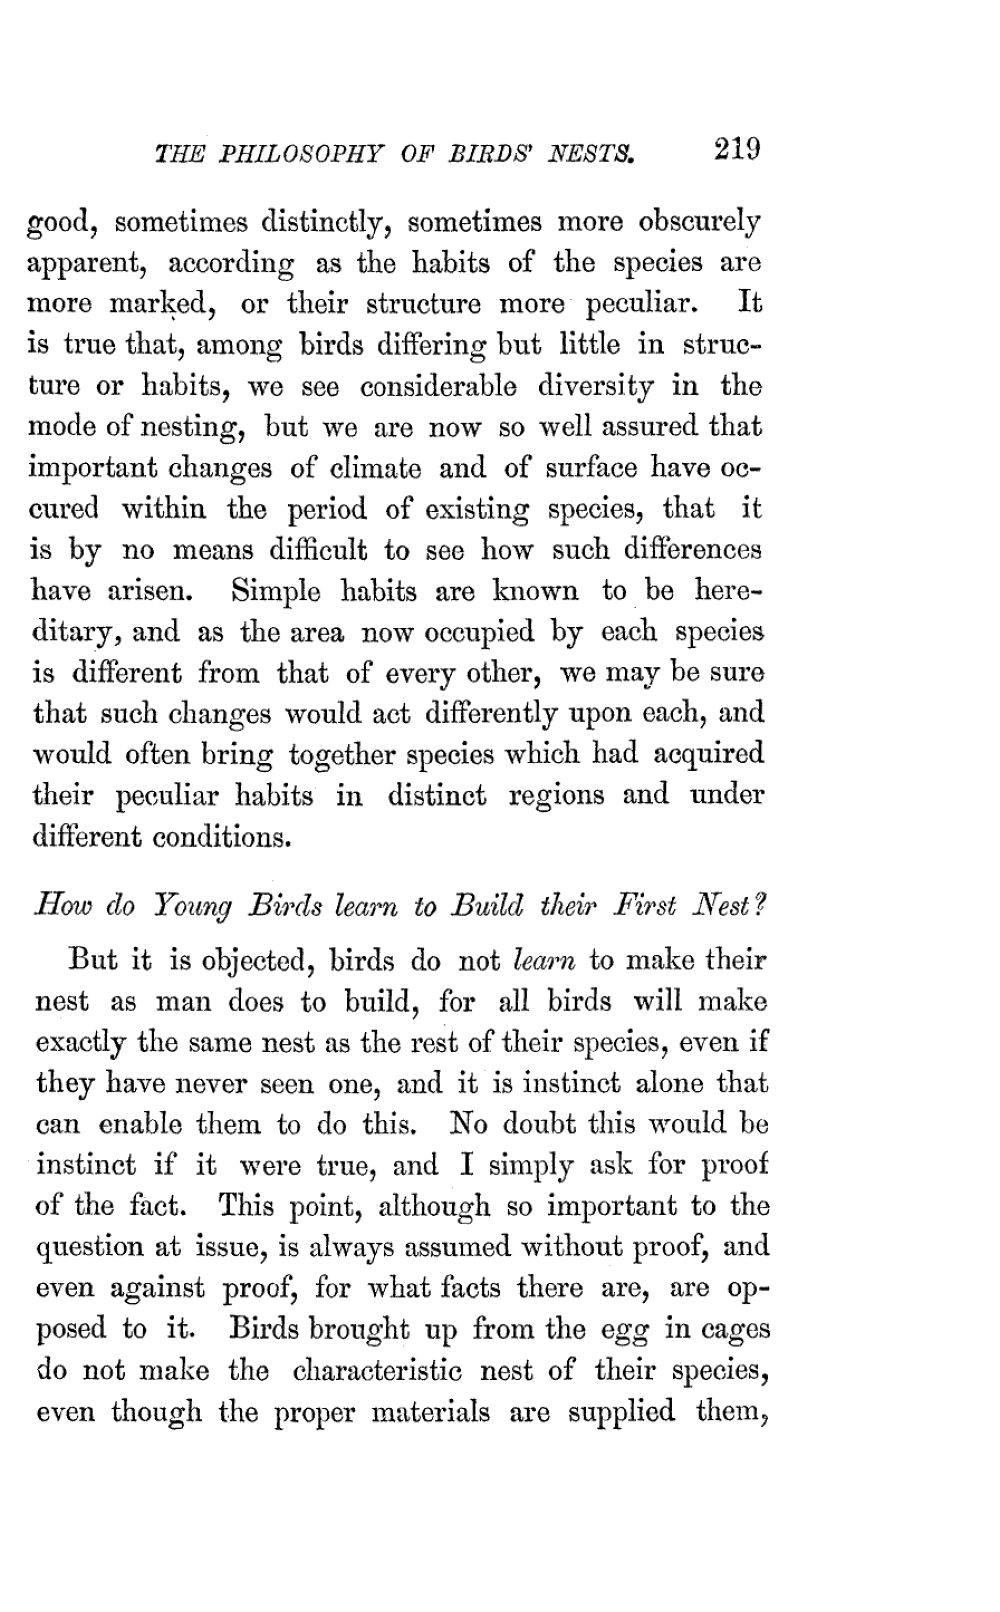 THE PHILOSOPHY OF BIRDS' NESTS. 219
good, sometimes distinctly, sometimes more obscurely
apparent, according as the habits of the species are
more marked, or their structure more peculiar. It
is true that, among birds differing but little in struc-
ture or habits, we see considerable diversity in the
mode of nesting, but we are now so well assured that
important changes of climate and of surface have oc-
cured within the period of existing species, that it
is by no means difficult to see how such differences
have arisen. Simple habits are known to be here-
ditary, and as the area now occupied by each species
is different from that of every other, we may be sure
that such changes would act differently upon each, and
would often bring together species which had acquired
their peculiar habits in distinct regions and under
different conditions.
How do Young Birds learn to Build their First Nest?
But it is objected, birds do not learn to make their
nest as man does to build, for all birds will make
exactly the same nest as the rest of their species, even if
they have never seen one, and it is instinct alone that
can enable them to do this. No doubt this would be
instinct if it were true, and I simply ask for proof
of the fact. This point, although so important to the
question at issue, is always assumed without proof, and
even against proof, for what facts there are, are op-
posed to it. Birds brought up from the egg in cages
do not make the characteristic nest of their species,
even though the proper materials are supplied them,